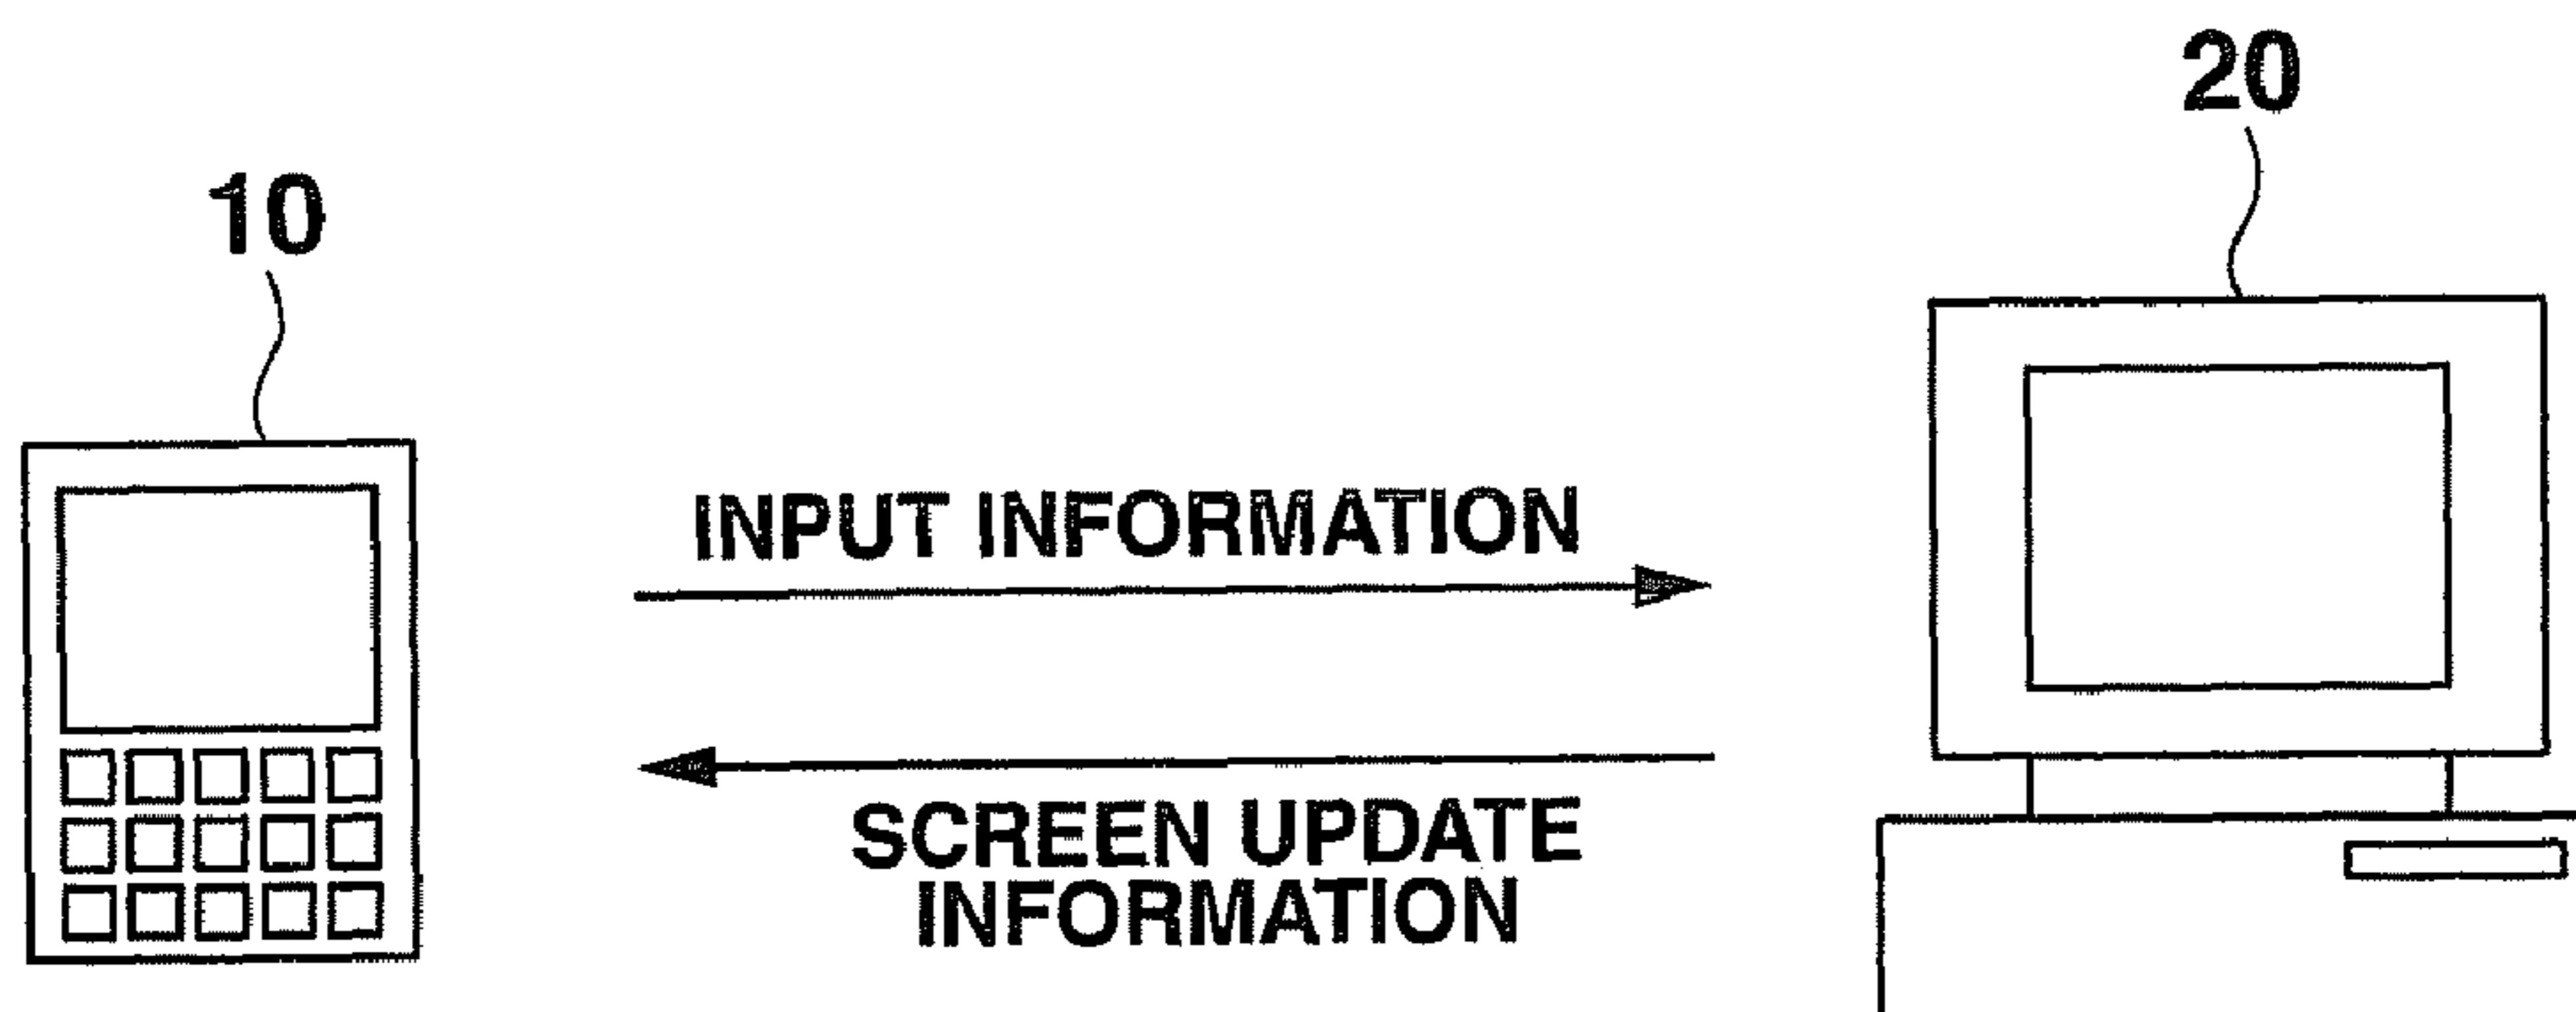 20
10
INPUT INFORMATION
SCREEN UPDATE
INFORMATION